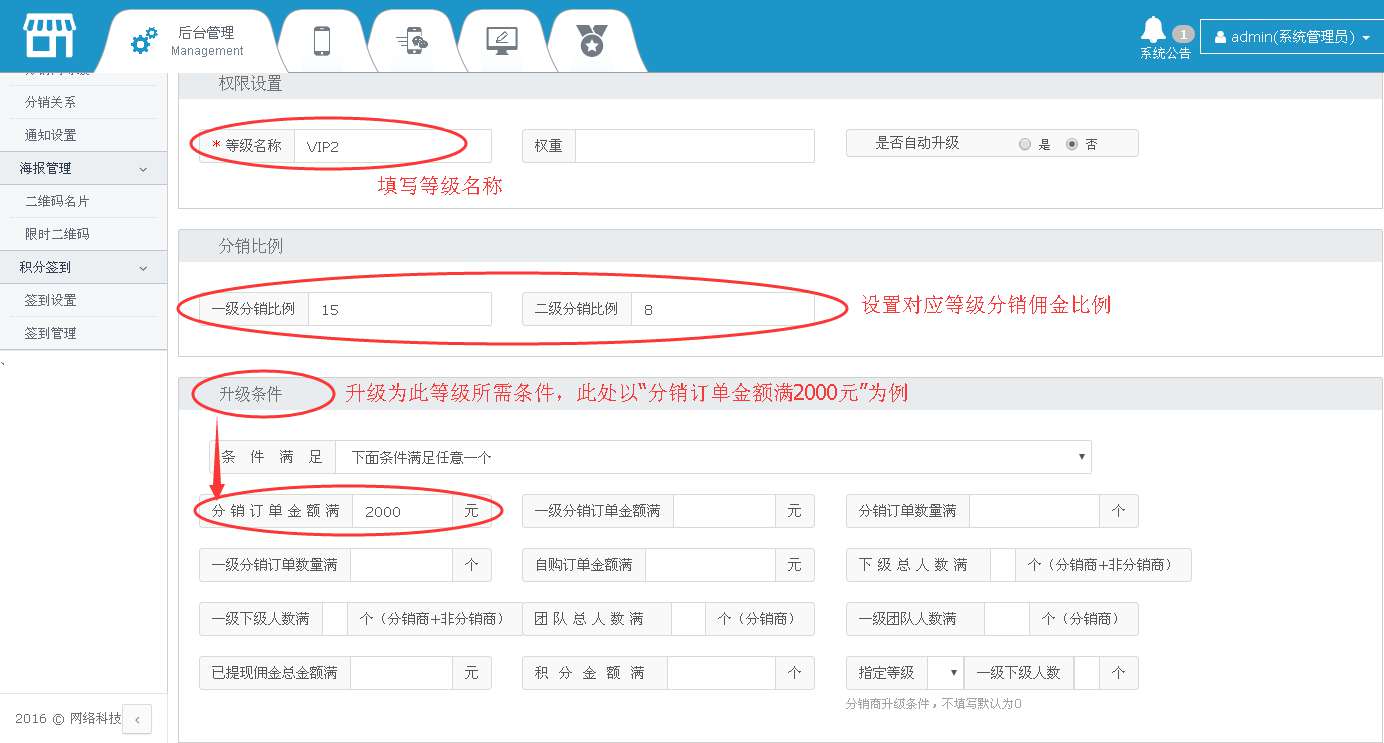 后台管理
Management
1
系统公告
admin(系统管理员)
分销关系
通知设置
海报管理
二维码名片
限时二维码
积分签到
签到设置
签到管理
、
2016 © 网络科技
权限设置
* 等级名称 VIP2 权重 是否自动升级 是 否
填写等级名称
分销比例
一级分销比例 15 二级分销比例 8 设置对应等级分销佣金比例
升级条件 升级为此等级所需条件，此处以“分销订单金额满2000元”为例
条件满足 下面条件满足任意一个
分销订单金额满 2000 元 一级分销订单金额满 元 分销订单数量满 个
一级分销订单数量满 个 自购订单金额满 元 下级总人数满 个（分销商+非分销商）
一级下级人数满 个（分销商+非分销商） 团队总人数满 个（分销商） 一级团队人数满 个（分销商）
已提现佣金总金额满 元 积分金额满 个 指定等级 一级下级人数 个
分销商升级条件，不填写默认为0